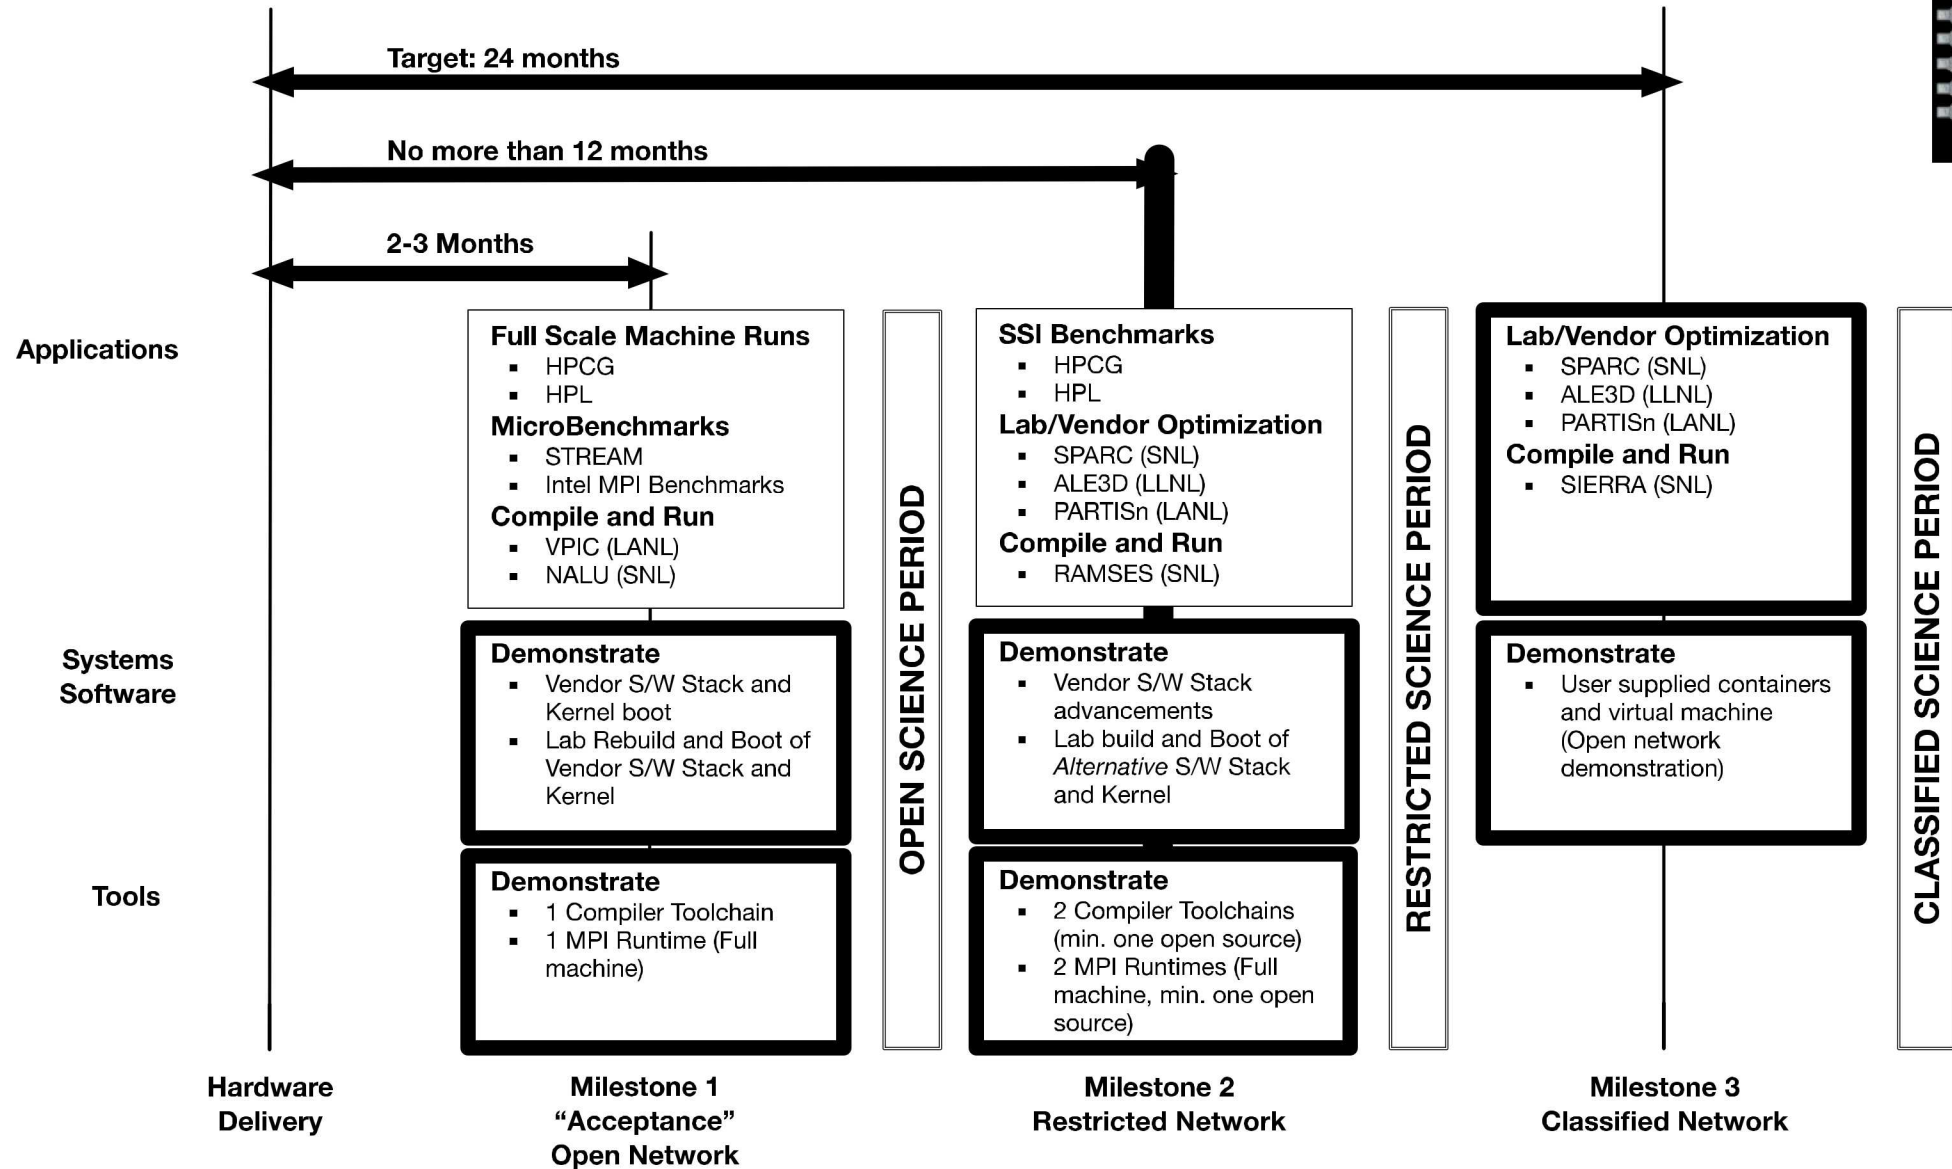 Target: 24 months
No more than 12 months
2-3 Months
Applications
Full Scale Machine Runs
▪ HPCG
▪ HPL
MicroBenchmarks
▪ STREAM
▪ Intel MPI Benchmarks
Compile and Run
▪ VPIC (LANL)
▪ NALU (SNL)
OPEN SCIENCE PERIOD
SSI Benchmarks
▪ HPCG
▪ HPL
Lab/Vendor Optimization
▪ SPARC (SNL)
▪ ALE3D (LLNL)
▪ PARTISn (LANL)
Compile and Run
▪ RAMSES (SNL)
RESTRICTED SCIENCE PERIOD
Lab/Vendor Optimization
▪ SPARC (SNL)
▪ ALE3D (LLNL)
▪ PARTISn (LANL)
Compile and Run
▪ SIERRA (SNL)
CLASSIFIED SCIENCE PERIOD
Systems
Software
Demonstrate
▪ Vendor S/W Stack and
Kernel boot
▪ Lab Rebuild and Boot of
Vendor S/W Stack and
Kernel
Demonstrate
▪ Vendor S/W Stack
advancements
▪ Lab build and Boot of
Alternative S/W Stack
and Kernel
Demonstrate
▪ User supplied containers
and virtual machine
(Open network
demonstration)
Tools
Demonstrate
▪ 1 Compiler Toolchain
▪ 1 MPI Runtime (Full
machine)
Demonstrate
▪ 2 Compiler Toolchains
(min. one open source)
▪ 2 MPI Runtimes (Full
machine, min. one open
source)
Hardware
Delivery
Milestone 1
“Acceptance”
Open Network
Milestone 2
Restricted Network
Milestone 3
Classified Network